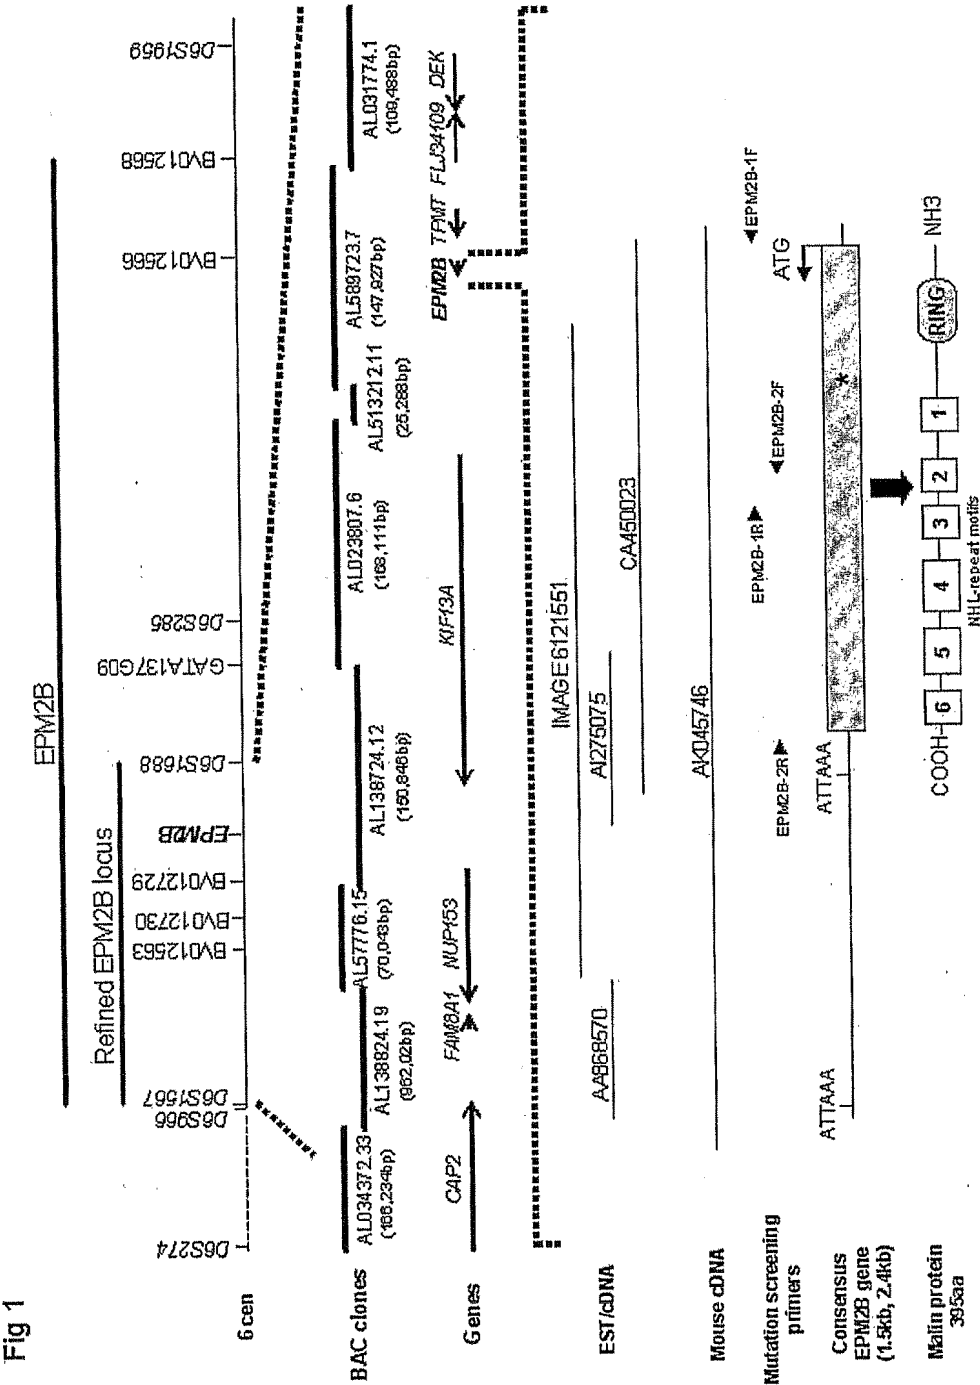 Fig 1
EPM2B
Refined EPM2B locus
6 cen
D6S274
D6S966
D6S1567
BV012563
BV012730
BV012729
EPM2B
D6S1688
GATA137G09
D6S285
BV012566
BV012568
D6S1959
BAC clones
AL034372.33
(166,234bp)
AL138824.19
(962,02bp)
AL57776.15
(70,043bp)
AL138724.12
(150,846bp)
AL023807.6
(168,111bp)
AL513212.11
(25,288bp)
AL589723.7
(147,927bp)
AL031774.1
(109,488bp)
Genes
CAP2
FAM8A1
NUP153
KIF13A
EPM2B
TPMT
FLJ34109
DEK
EST/cDNA
AA868570
IMAGE6121551
AI275075
CA450023
Mouse cDNA
AK045746
Mutation screening
primers
EPM2B-2R
EPM2B-1R
EPM2B-2F
EPM2B-1F
Consensus
EPM2B gene
(1.5kb, 2.4kb)
ATTAAA
ATTAAA
*
ATG
Malin protein
395aa
COOH
6
5
4
3
2
1
RING
NH3
NHL-repeat motifs